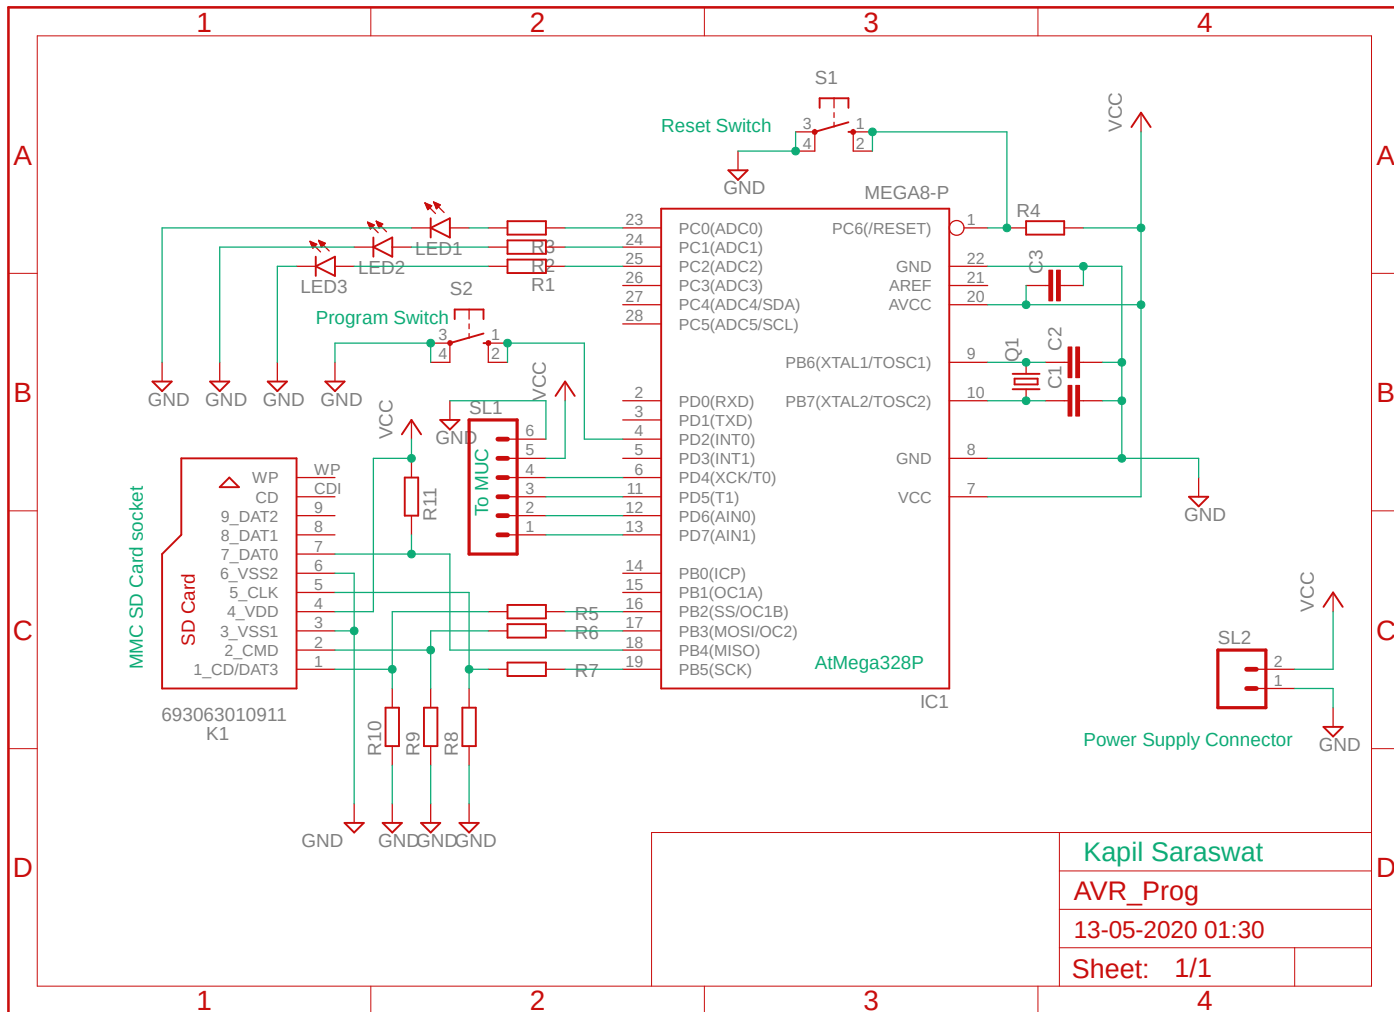 1 2 3 4
A
A
B
B
C
C
D
D
S1
Reset Switch
3
4
1
2
GND
VCC
MEGA8-P
LED1
LED2
LED3
R3
R2
R1
S2
Program Switch
3
4
1
2
GND
GND
GND
GND
23 PC0(ADC0)
24 PC1(ADC1)
25 PC2(ADC2)
26 PC3(ADC3)
27 PC4(ADC4/SDA)
28 PC5(ADC5/SCL)
2 PD0(RXD)
3 PD1(TXD)
4 PD2(INT0)
5 PD3(INT1)
6 PD4(XCK/T0)
11 PD5(T1)
12 PD6(AIN0)
13 PD7(AIN1)
14 PB0(ICP)
15 PB1(OC1A)
16 PB2(SS/OC1B)
17 PB3(MOSI/OC2)
18 PB4(MISO)
19 PB5(SCK)
PC6(/RESET) 1
GND 22
AREF 21
AVCC 20
PB6(XTAL1/TOSC1) 9
PB7(XTAL2/TOSC2) 10
GND 8
VCC 7
AtMega328P
IC1
R4
C3
Q1
C2
C1
GND
VCC
GND
SL1
VCC
To MUC
6
5
4
3
2
1
R11
MMC SD Card socket
SD Card
WP WP
CD CDI
9_DAT2 9
8_DAT1 8
7_DAT0 7
6_VSS2 6
5_CLK 5
4_VDD 4
3_VSS1 3
2_CMD 2
1_CD/DAT3 1
693063010911
K1
R5
R6
R7
R10
R9
R8
GND
GND
GND
GND
VCC
SL2
2
1
GND
Power Supply Connector
Kapil Saraswat
AVR_Prog
13-05-2020 01:30
Sheet: 1/1
1 2 3 4